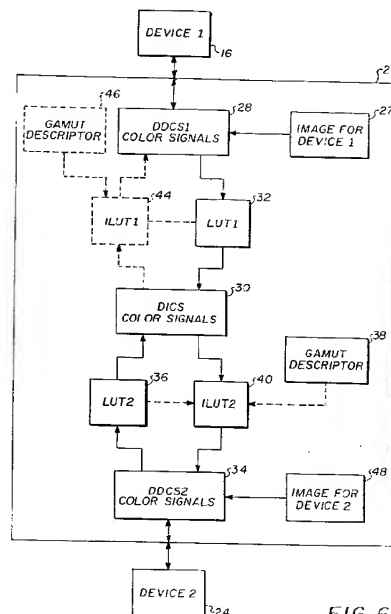 DEVICE 1
16
2
46
GAMUT
DESCRIPTOR
DDCS1
COLOR SIGNALS
28
IMAGE FOR
DEVICE 1
27
44
ILUT1
32
LUT1
DICS
COLOR SIGNALS
30
38
GAMUT
DESCRIPTOR
36
LUT2
40
ILUT2
DDCS2
COLOR SIGNALS
34
IMAGE FOR
DEVICE 2
48
DEVICE 2
24
FIG. 6